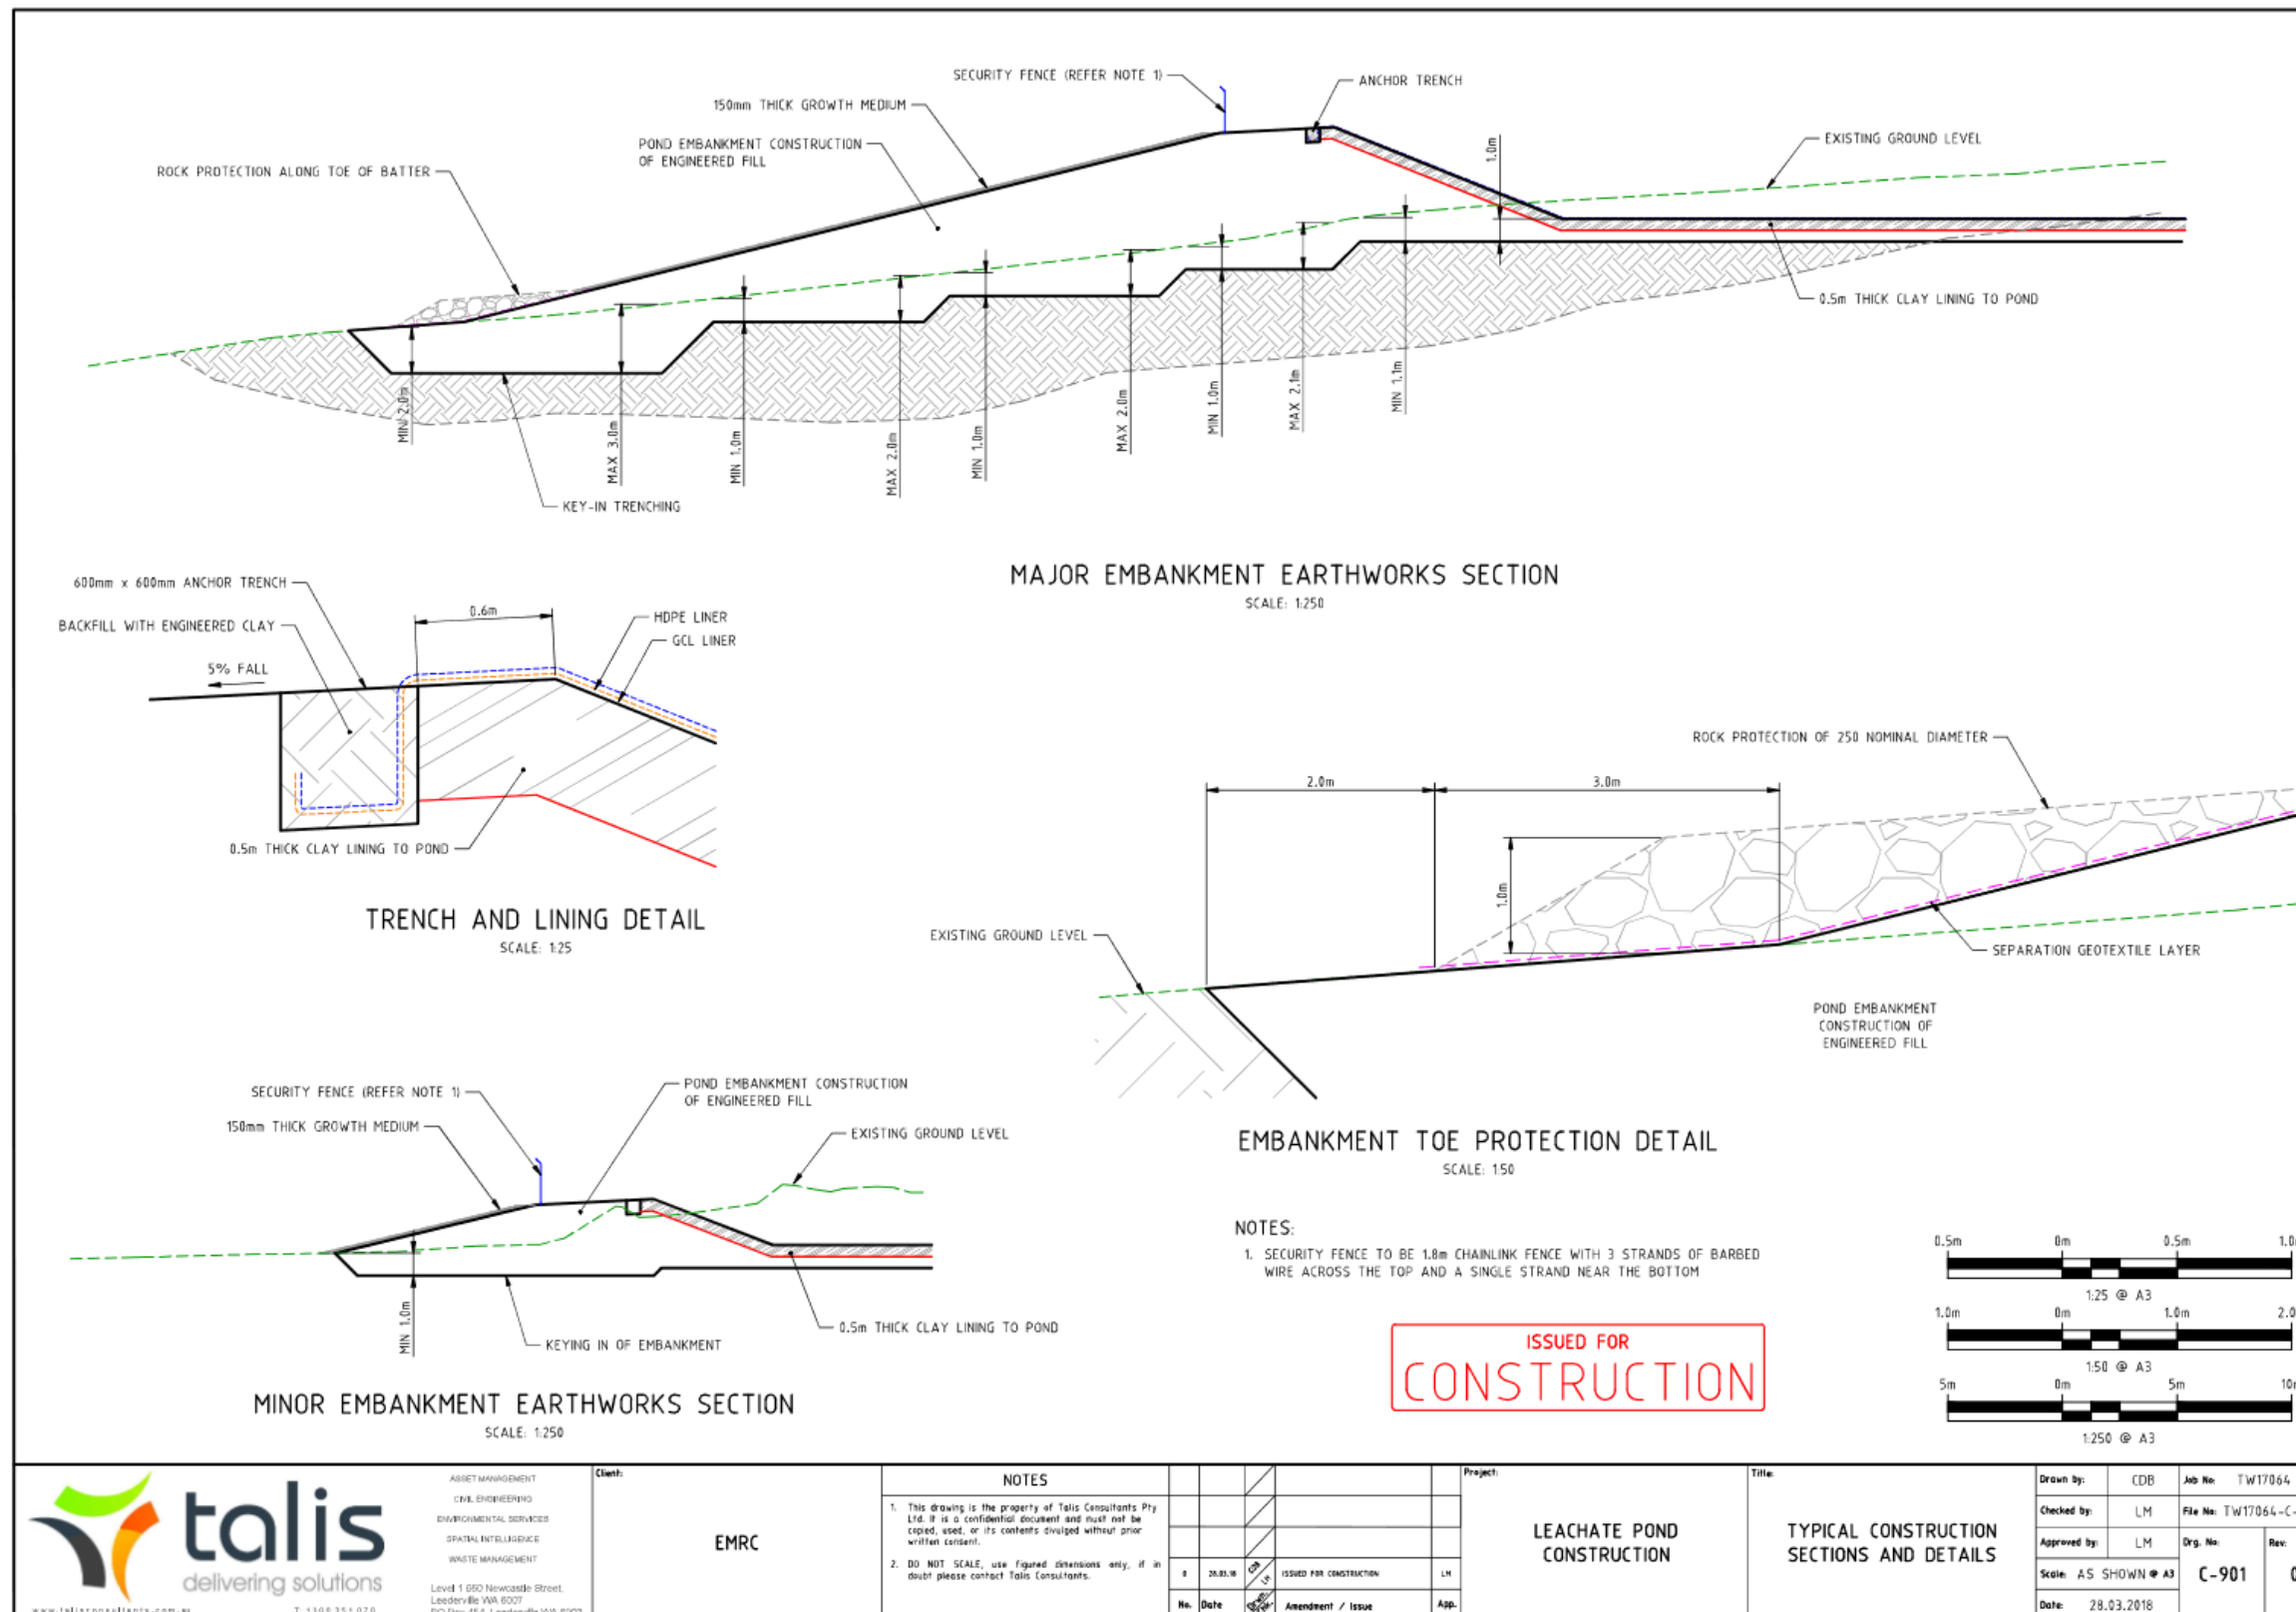 SECURITY FENCE (REFER NOTE 1)
ANCHOR TRENCH
150mm THICK GROWTH MEDIUM
POND EMBANKMENT CONSTRUCTION
OF ENGINEERED FILL
EXISTING GROUND LEVEL
ROCK PROTECTION ALONG TOE OF BATTER
1.0m
0.5m THICK CLAY LINING TO POND
MIN 2.0m
MAX 3.0m
MIN 1.0m
MAX 2.0m
MIN 1.0m
MAX 2.0m
MIN 1.0m
MAX 2.1m
MIN 1.1m
KEY-IN TRENCHING
MAJOR EMBANKMENT EARTHWORKS SECTION
SCALE: 1:250
600mm x 600mm ANCHOR TRENCH
0.6m
HDPE LINER
BACKFILL WITH ENGINEERED CLAY
GCL LINER
5% FALL
0.5m THICK CLAY LINING TO POND
TRENCH AND LINING DETAIL
SCALE: 1:25
ROCK PROTECTION OF 250 NOMINAL DIAMETER
2.0m
3.0m
1.0m
EXISTING GROUND LEVEL
SEPARATION GEOTEXTILE LAYER
POND EMBANKMENT
CONSTRUCTION OF
ENGINEERED FILL
EMBANKMENT TOE PROTECTION DETAIL
SCALE: 1:50
SECURITY FENCE (REFER NOTE 1)
POND EMBANKMENT CONSTRUCTION
OF ENGINEERED FILL
150mm THICK GROWTH MEDIUM
EXISTING GROUND LEVEL
MIN 1.0m
0.5m THICK CLAY LINING TO POND
KEYING IN OF EMBANKMENT
MINOR EMBANKMENT EARTHWORKS SECTION
SCALE: 1:250
NOTES:
1. SECURITY FENCE TO BE 1.8m CHAINLINK FENCE WITH 3 STRANDS OF BARBED
WIRE ACROSS THE TOP AND A SINGLE STRAND NEAR THE BOTTOM
ISSUED FOR
CONSTRUCTION
0.5m 0m 0.5m 1.0
1:25 @ A3
1.0m 0m 1.0m 2.0
1:50 @ A3
5m 0m 5m 10m
1:250 @ A3
talis
delivering solutions
ASSET MANAGEMENT
CIVIL ENGINEERING
ENVIRONMENTAL SERVICES
SPATIAL INTELLIGENCE
WASTE MANAGEMENT
Level 1 660 Newcastle Street,
Leederville WA 6007
Client:
EMRC
NOTES
1. This drawing is the property of Talis Consultants Pty
Ltd. It is a confidential document and must not be
copied, used, or its contents divulged without prior
written consent.
2. DO NOT SCALE, use figured dimensions only, if in
doubt please contact Talis Consultants.
0 28.03.18 CDB LM ISSUED FOR CONSTRUCTION LM
No. Date Amendment / Issue App.
Project:
LEACHATE POND
CONSTRUCTION
Title:
TYPICAL CONSTRUCTION
SECTIONS AND DETAILS
Drawn by: CDB Job No: TW17064
Checked by: LM File No: TW17064-C-
Approved by: LM Drg. No: Rev:
Scale: AS SHOWN @ A3 C-901 0
Date: 28.03.2018